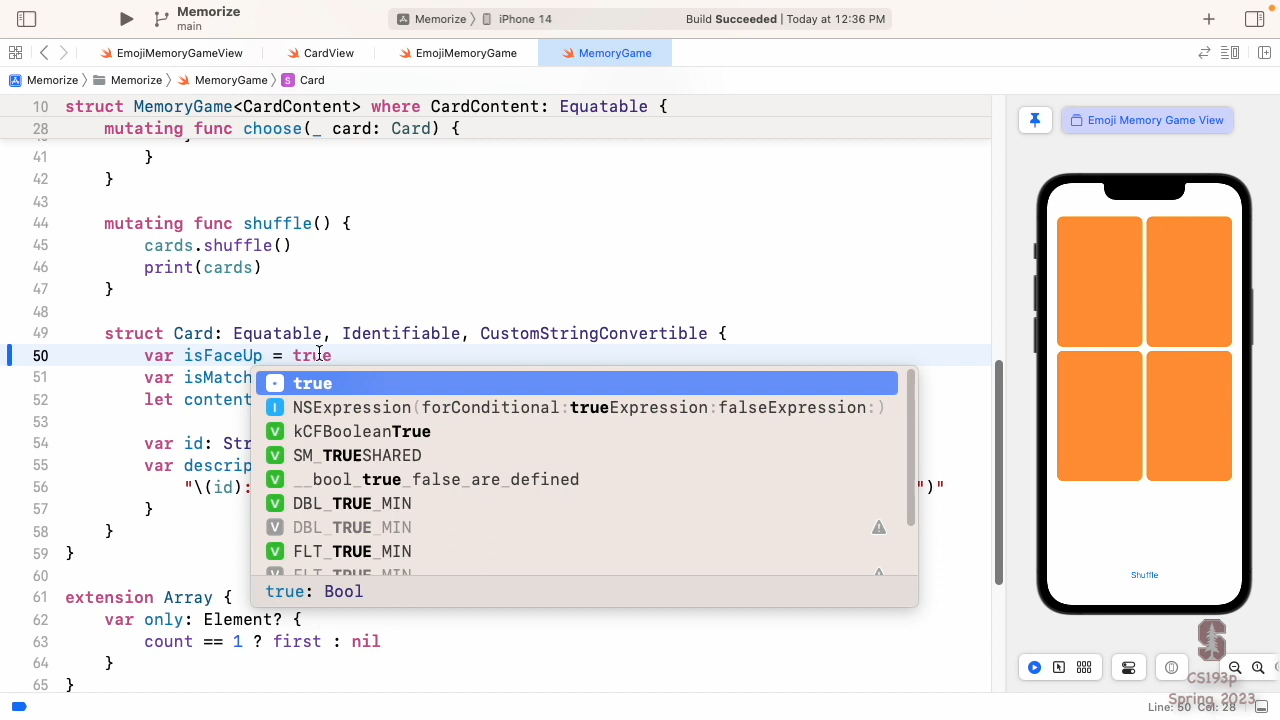 Memorize
main
Memorize
iPhone 14
Build Succeeded | Today at 12:36 PM
EmojiMemoryGameView
CardView
EmojiMemoryGame
MemoryGame
Memorize
Memorize
MemoryGame
Card
10 struct MemoryGame<CardContent> where CardContent: Equatable {
28 mutating func choose(_ card: Card) {
41 }
42 }
43
44 mutating func shuffle() {
45 cards.shuffle()
46 print(cards)
47 }
48
49 struct Card: Equatable, Identifiable, CustomStringConvertible {
50 var isFaceUp = true
51 var isMatch
52 let content
53
54 var id: Str
55 var descrip
56 "\(id): ")"
57 }
58 }
59 }
60
61 extension Array {
62 var only: Element? {
63 count == 1 ? first : nil
64 }
65 }
true
NSExpression(forConditional:trueExpression:falseExpression:)
kCFBooleanTrue
SM_TRUESHARED
__bool_true_false_are_defined
DBL_TRUE_MIN
DBL_TRUE_MIN
FLT_TRUE_MIN
FLT_TRUE_MIN
true: Bool
Emoji Memory Game View
Shuffle
S
CS193p
Spring 2023
Line: 50 Col: 28